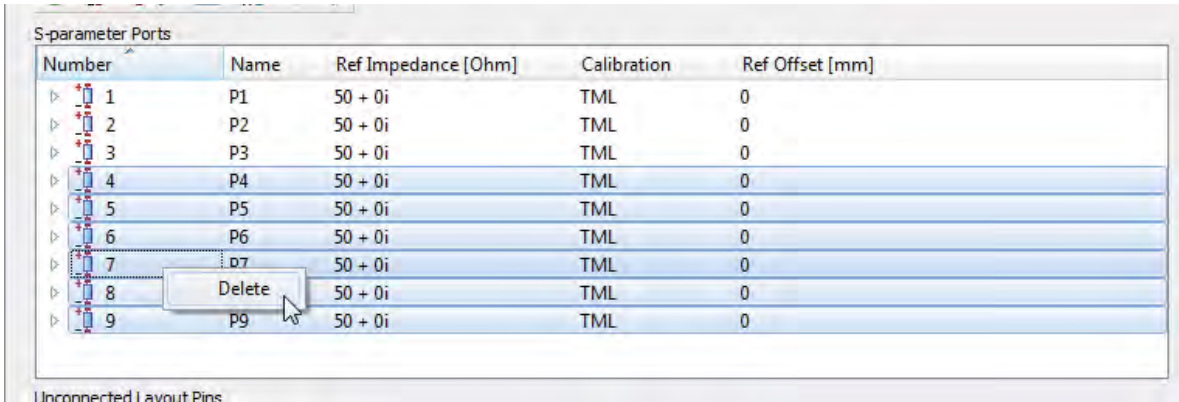 S-parameter Ports
Number Name Ref Impedance [Ohm] Calibration Ref Offset [mm]
1 P1 50 + 0i TML 0
2 P2 50 + 0i TML 0
3 P3 50 + 0i TML 0
4 P4 50 + 0i TML 0
5 P5 50 + 0i TML 0
6 P6 50 + 0i TML 0
7 P7 50 + 0i TML 0
8 Delete 50 + 0i TML 0
9 P9 50 + 0i TML 0
Unconnected Layout Pins